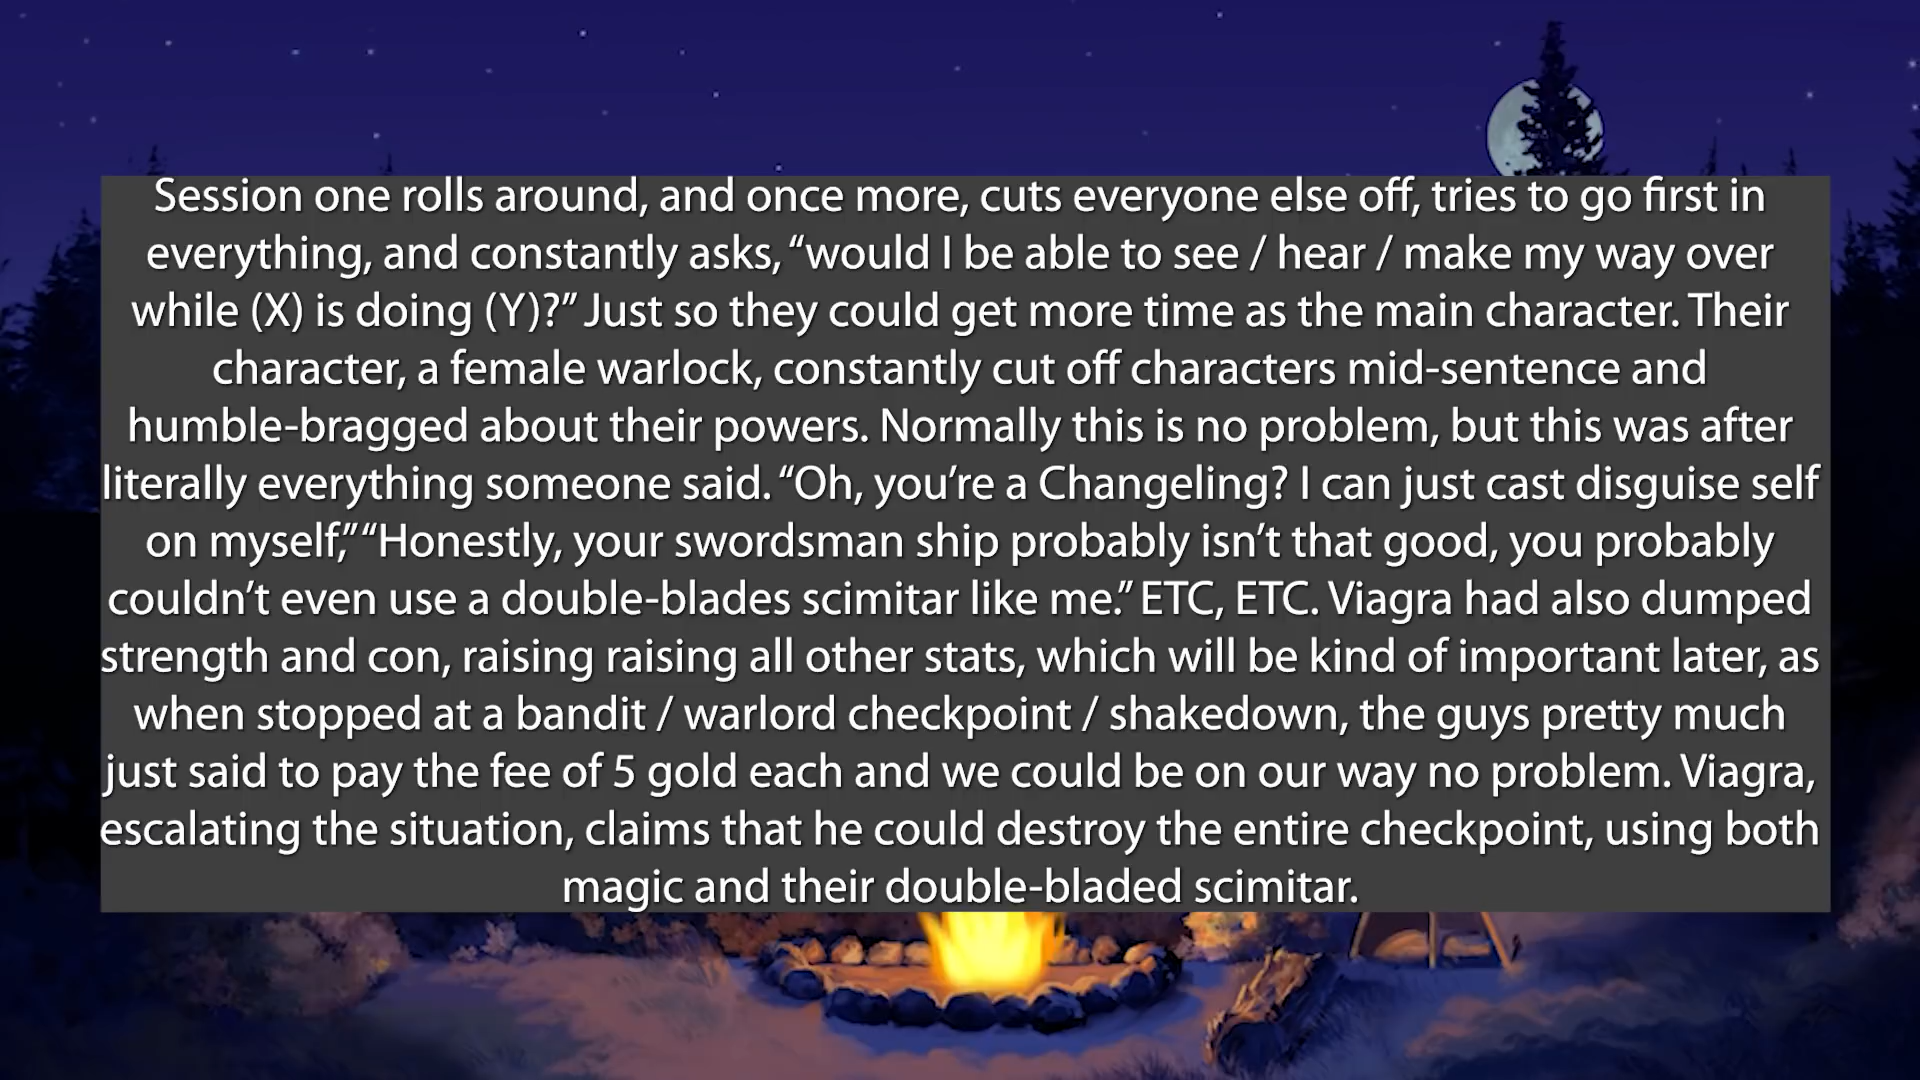 Session one rolls around, and once more, cuts everyone else off, tries to go first in
everything, and constantly asks, “would I be able to see / hear / make my way over
while (X) is doing (Y)?” Just so they could get more time as the main character. Their
character, a female warlock, constantly cut off characters mid-sentence and
humble-bragged about their powers. Normally this is no problem, but this was after
literally everything someone said. “Oh, you’re a Changeling? I can just cast disguise self
on myself,” “Honestly, your swordsman ship probably isn’t that good, you probably
couldn’t even use a double-blades scimitar like me.” ETC, ETC. Viagra had also dumped
strength and con, raising raising all other stats, which will be kind of important later, as
when stopped at a bandit / warlord checkpoint / shakedown, the guys pretty much
just said to pay the fee of 5 gold each and we could be on our way no problem. Viagra,
escalating the situation, claims that he could destroy the entire checkpoint, using both
magic and their double-bladed scimitar.